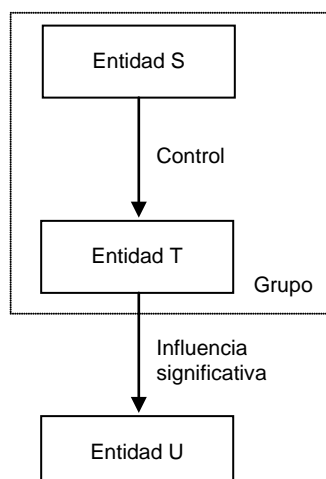 Entidad S
Control
Entidad T
Grupo
Influencia
significativa
Entidad U